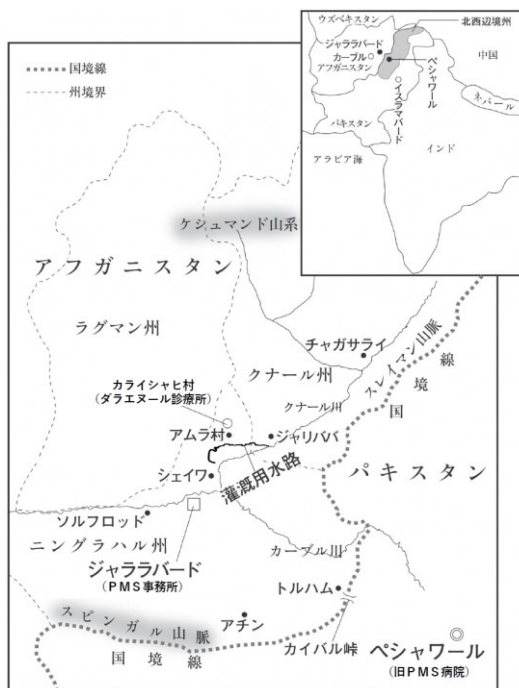 ウズベキスタン
北西辺境州
ジャララバード
カーブル
アフガニスタン
中国
ペシャワール
イスラマバード
ネパール
パキスタン
インド
アラビア海
国境線
州境界
ケシュマンド山系
アフガニスタン
ラグマン州
チャガサライ
スレイマン山脈
クナール州
国境線
カライシャヒ村
(ダラエヌール診療所)
クナール川
アムラ村
ジャリババ
パキスタン
シェイワ
灌漑用水路
ソルフロッド
ニングラハル州
カーブル川
ジャララバード
(PMS事務所)
トルハム
スピンガル山脈
アチン
カイバル峠
国境線
ペシャワール
(旧PMS病院)